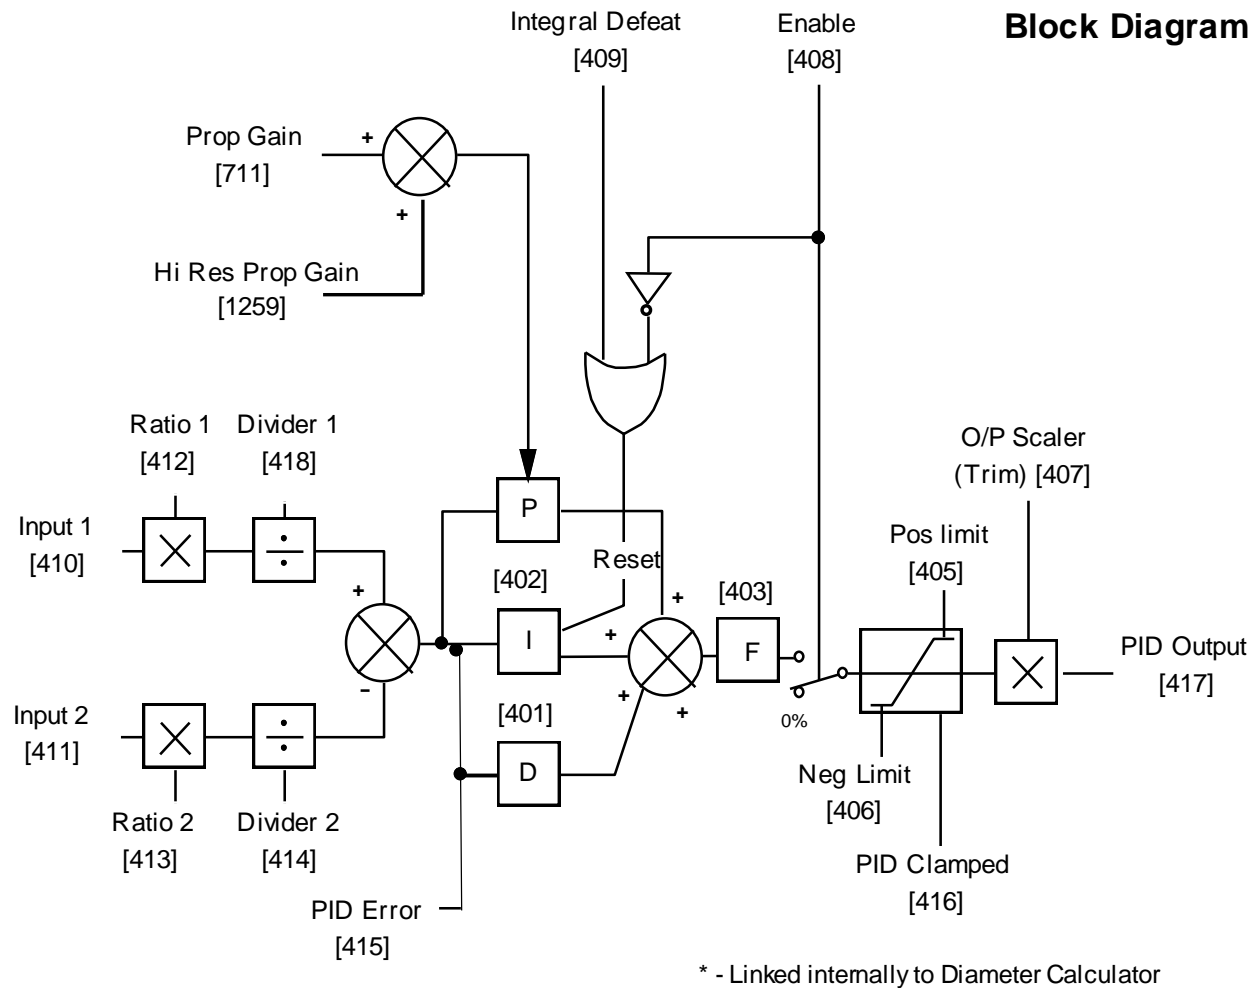 Block Diagram
Integral Defeat
[409]
Enable
[408]
Prop Gain
[711]
+
+
Hi Res Prop Gain
[1259]
Ratio 1
[412]
Divider 1
[418]
O/P Scaler
(Trim) [407]
Input 1
[410]
P
Pos limit
[405]
Reset
[402]
[403]
+
+
I
+
F
PID Output
[417]
-
+
+
Input 2
[411]
[401]
0%
D
Neg Limit
[406]
Ratio 2
[413]
Divider 2
[414]
PID Clamped
[416]
PID Error
[415]
* - Linked internally to Diameter Calculator